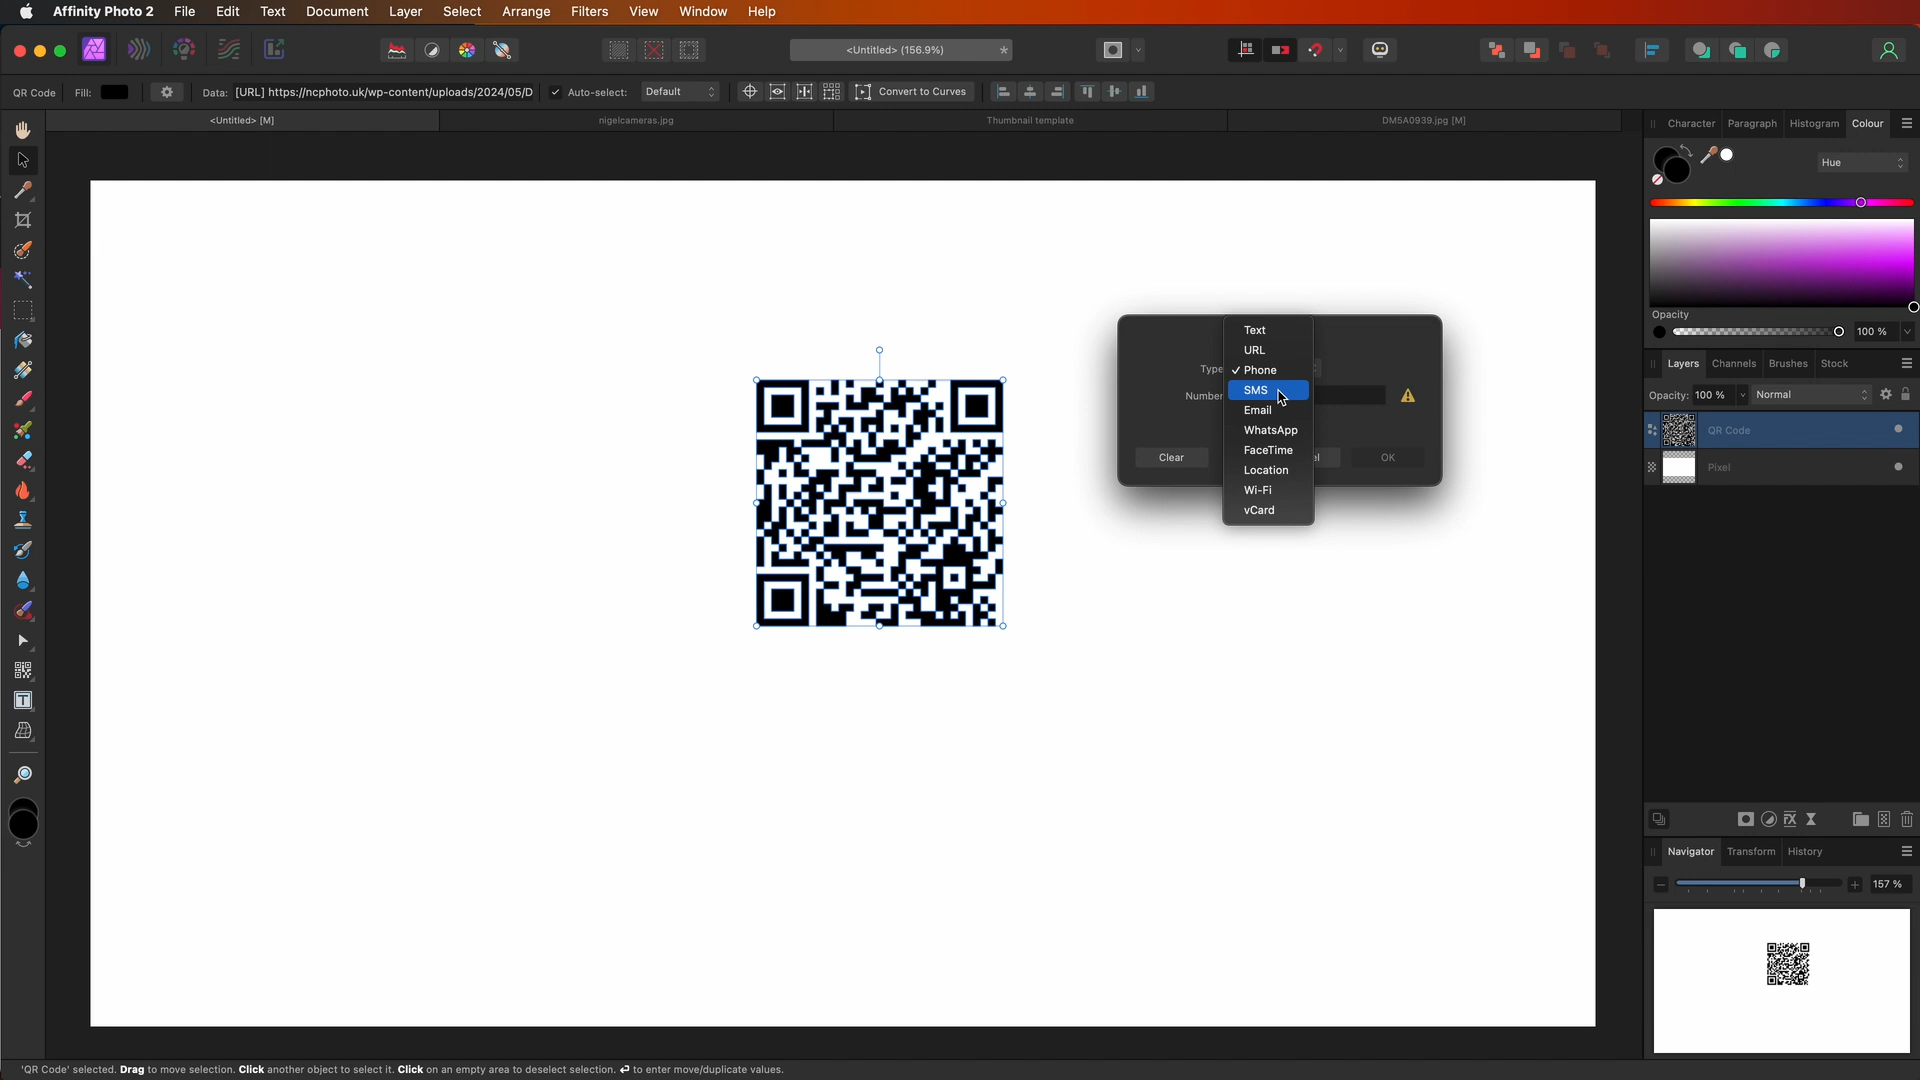 Affinity Photo 2 File Edit Text Document Layer Select Arrange Filters View Window Help
<Untitled> (156.9%)
QR Code Fill: Data: [URL] https://ncphoto.uk/wp-content/uploads/2024/05/D Auto-select: Default Convert to Curves
<Untitled> [M] nigelcameras.jpg Thumbnail template DM5A0939.jpg [M]
Character Paragraph Histogram Colour
Hue
Opacity
100 %
Layers Channels Brushes Stock
Opacity: 100 % Normal
QR Code
Pixel
Type
Number
Clear
OK
Text
URL
✓ Phone
SMS
Email
WhatsApp
FaceTime
Location
Wi-Fi
vCard
Navigator Transform History
157 %
'QR Code' selected. Drag to move selection. Click another object to select it. Click on an empty area to deselect selection. ⏎ to enter move/duplicate values.